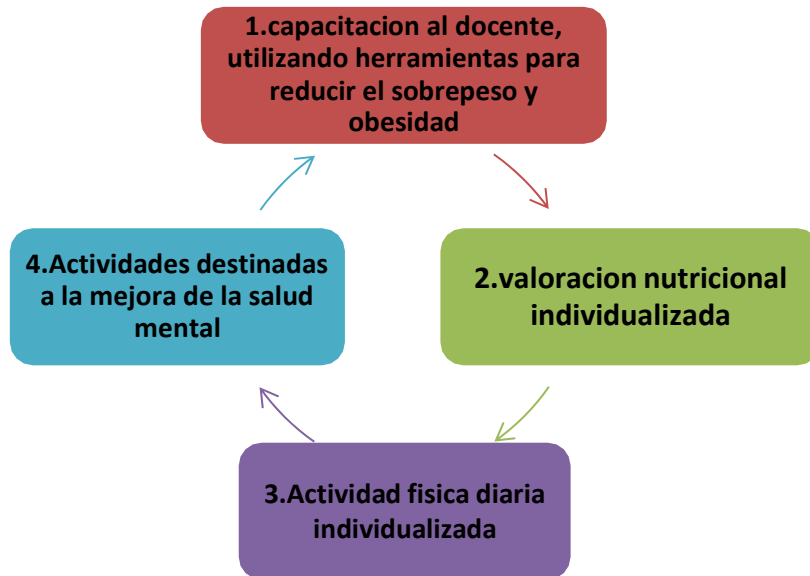 1.capacitacion al docente,
utilizando herramientas para
reducir el sobrepeso y
obesidad
2.valoracion nutricional
individualizada
3.Actividad fisica diaria
individualizada
4.Actividades destinadas
a la mejora de la salud
mental